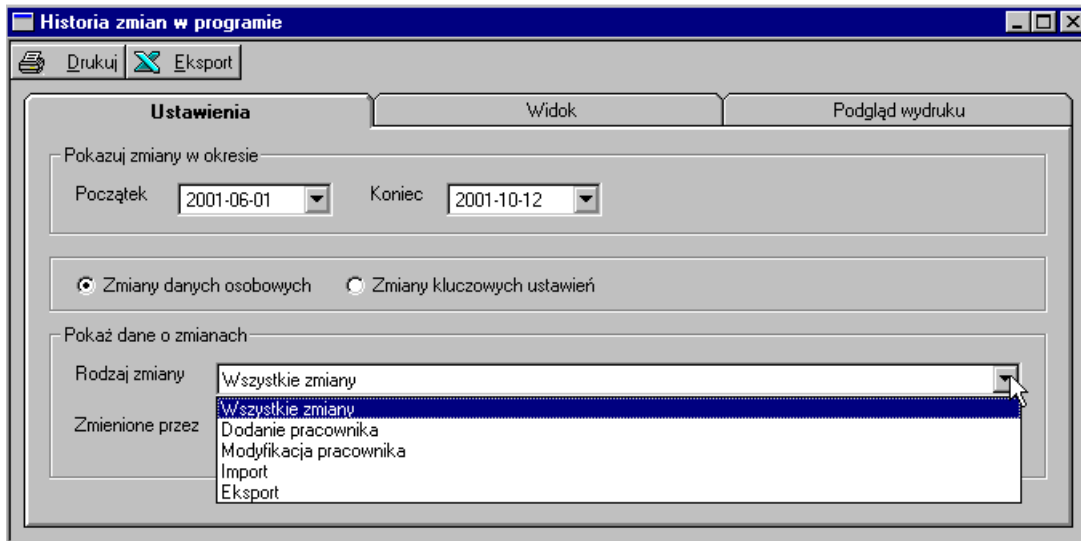 Historia zmian w programie
Drukuj Eksport
Ustawienia Widok Podgląd wydruku
Pokazuj zmiany w okresie
Początek 2001-06-01 Koniec 2001-10-12
Zmiany danych osobowych Zmiany kluczowych ustawień
Pokaż dane o zmianach
Rodzaj zmiany Wszystkie zmiany
Wszystkie zmiany
Zmienione przez Dodanie pracownika
Modyfikacja pracownika
Import
Eksport